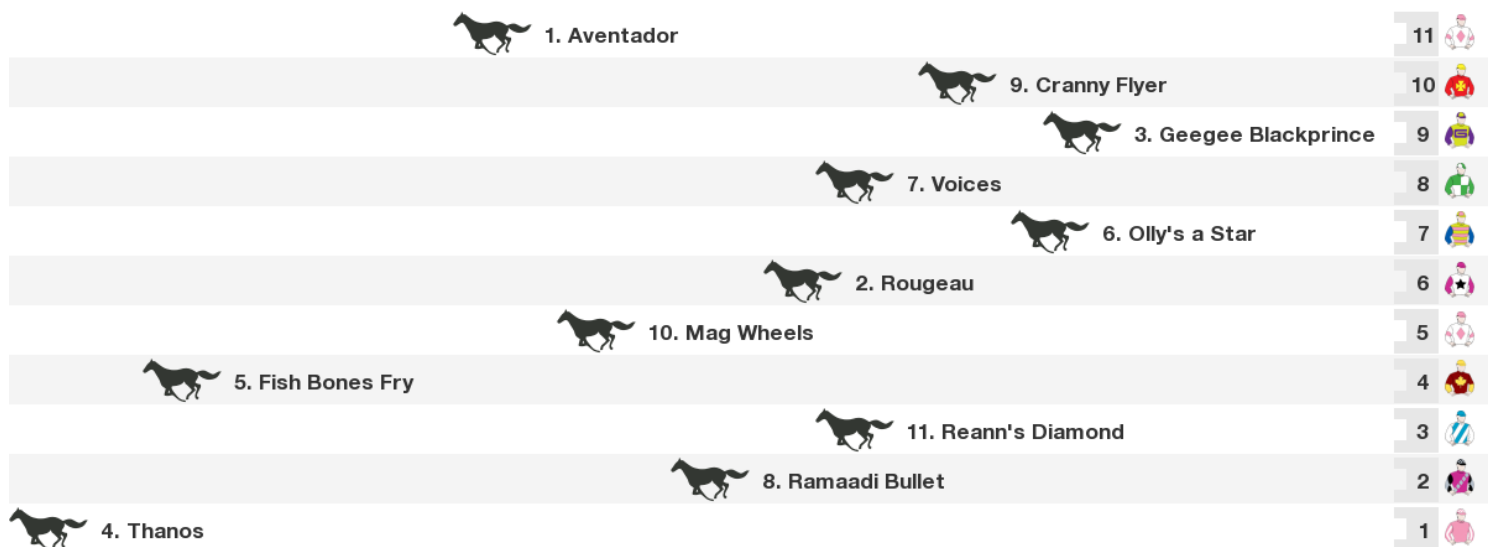 1. Aventador 11
9. Cranny Flyer 10
3. Geegee Blackprince 9
7. Voices 8
6. Olly's a Star 7
2. Rougeau 6
10. Mag Wheels 5
5. Fish Bones Fry 4
11. Reann's Diamond 3
8. Ramaadi Bullet 2
4. Thanos 1